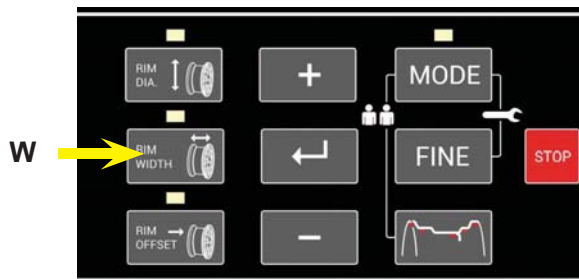 RIM
DIA.
+
MODE
W
RIM
WIDTH
FINE
STOP
RIM
OFFSET
−